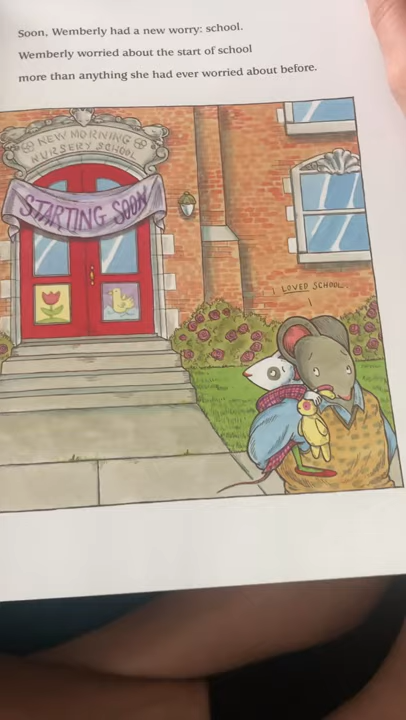 Soon, Wemberly had a new worry: school.
Wemberly worried about the start of school
more than anything she had ever worried about before.
NEW MORNING
NURSERY SCHOOL
STARTING SOON
I LOVED SCHOOL.